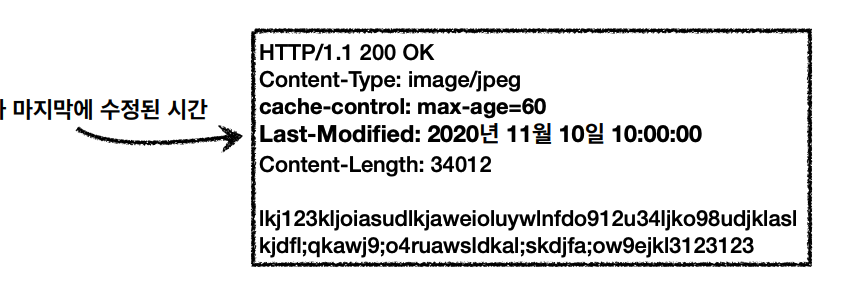 HTTP/1.1 200 OK
Content-Type: image/jpeg
cache-control: max-age=60
마지막에 수정된 시간
Last-Modified: 2020년 11월 10일 10:00:00
Content-Length: 34012
lkj123kljoiasudlkjaweioluywlnfdo912u34ljko98udjklasl
kjdfl;qkawj9;o4ruawsldkal;skdjfa;ow9ejkl3123123